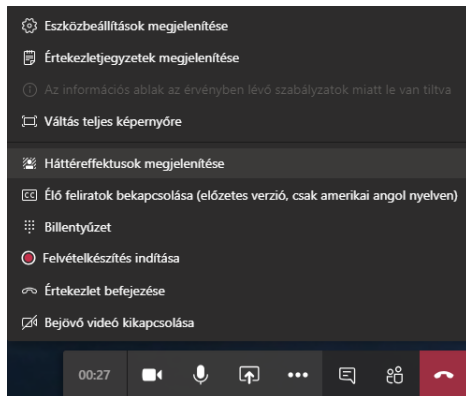 Eszközbeállítások megjelenítése
Értekezletjegyzetek megjelenítése
Az információs ablak az érvényben lévő szabályzatok miatt le van tiltva
Váltás teljes képernyőre
Háttéreffektusok megjelenítése
CC Élő feliratok bekapcsolása (előzetes verzió, csak amerikai angol nyelven)
Billentyűzet
Felvételkészítés indítása
Értekezlet befejezése
Bejövő videó kikapcsolása
00:27